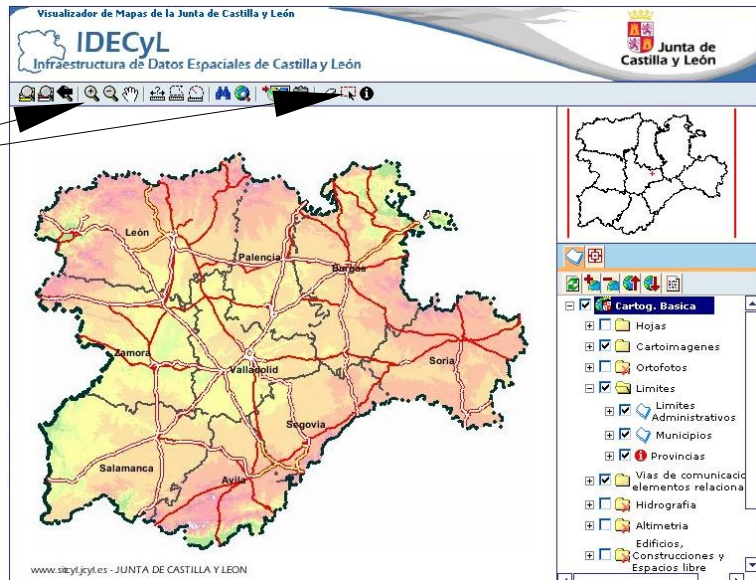 Visualizador de Mapas de la Junta de Castilla y León
IDECyL
Infraestructura de Datos Espaciales de Castilla y León
Junta de
Castilla y León
León
Palencia
Burgos
Zamora
Valladolid
Soria
Segovia
Salamanca
Avila
www.sitcyl.jcyl.es - JUNTA DE CASTILLA Y LEON
Cartog. Basica
Hojas
Cartoimagenes
Ortofotos
Limites
Limites
Administrativos
Municipios
Provincias
Vias de comunicacio
elementos relaciona
Hidrografia
Altimetria
Edificios,
Construcciones y
Espacios libre